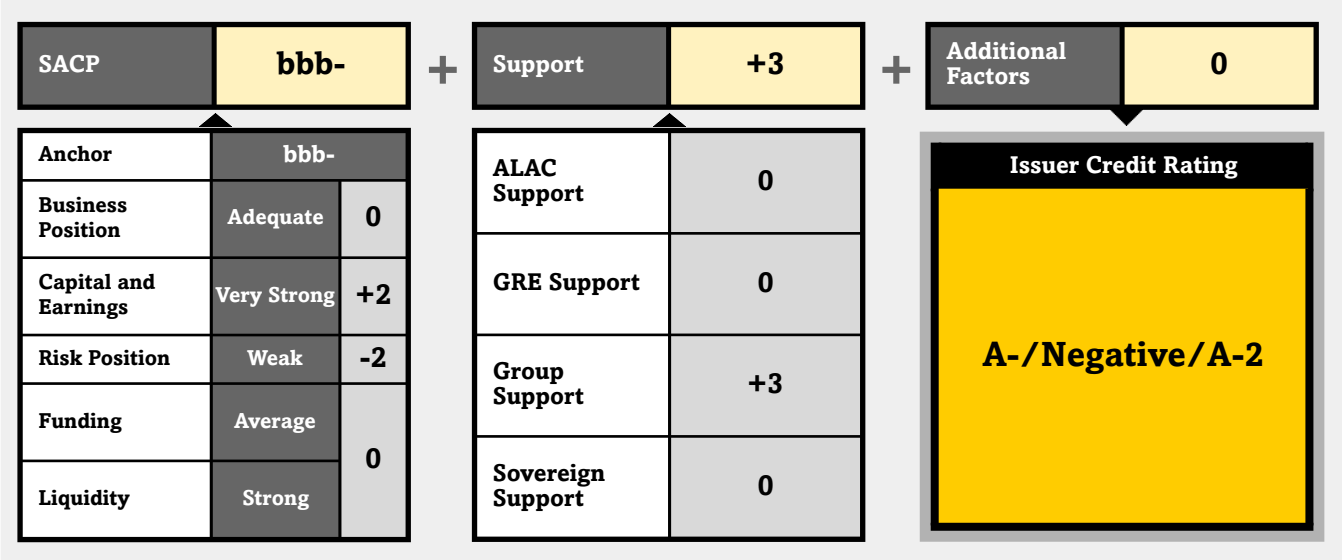 SACP
bbb-
+
Support
+3
+
Additional
Factors
0
Anchor
bbb-
Business
Position
Adequate
0
Capital and
Earnings
Very Strong
+2
Risk Position
Weak
-2
Funding
Average
0
Liquidity
Strong
ALAC
Support
0
GRE Support
0
Group
Support
+3
Sovereign
Support
0
Issuer Credit Rating
A-/Negative/A-2